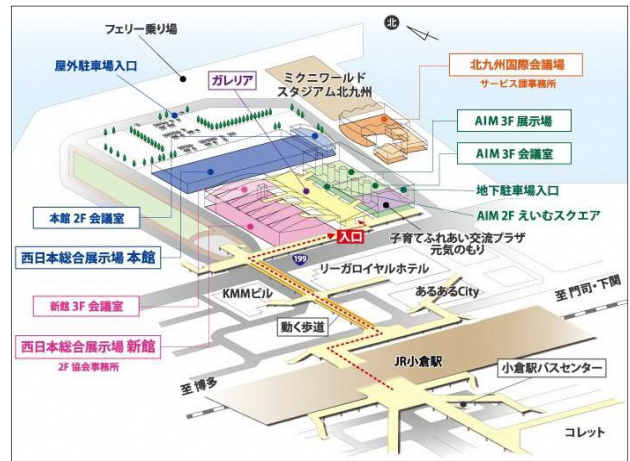 フェリー乗り場
北
屋外駐車場入口
ガレリア
ミクニワールド
スタジアム北九州
北九州国際会議場
サービス課事務所
AIM 3F 展示場
AIM 3F 会議室
地下駐車場入口
AIM 2F えいむスクエア
本館 2F 会議室
入口
子育てふれあい交流プラザ
元気のもり
西日本総合展示場 本館
199
リーガロイヤルホテル
新館 3F 会議室
KMMビル
あるあるCity
至 門司・下関
動く歩道
西日本総合展示場 新館
2F 協会事務所
JR小倉駅
至 博多
小倉駅バスセンター
コレット